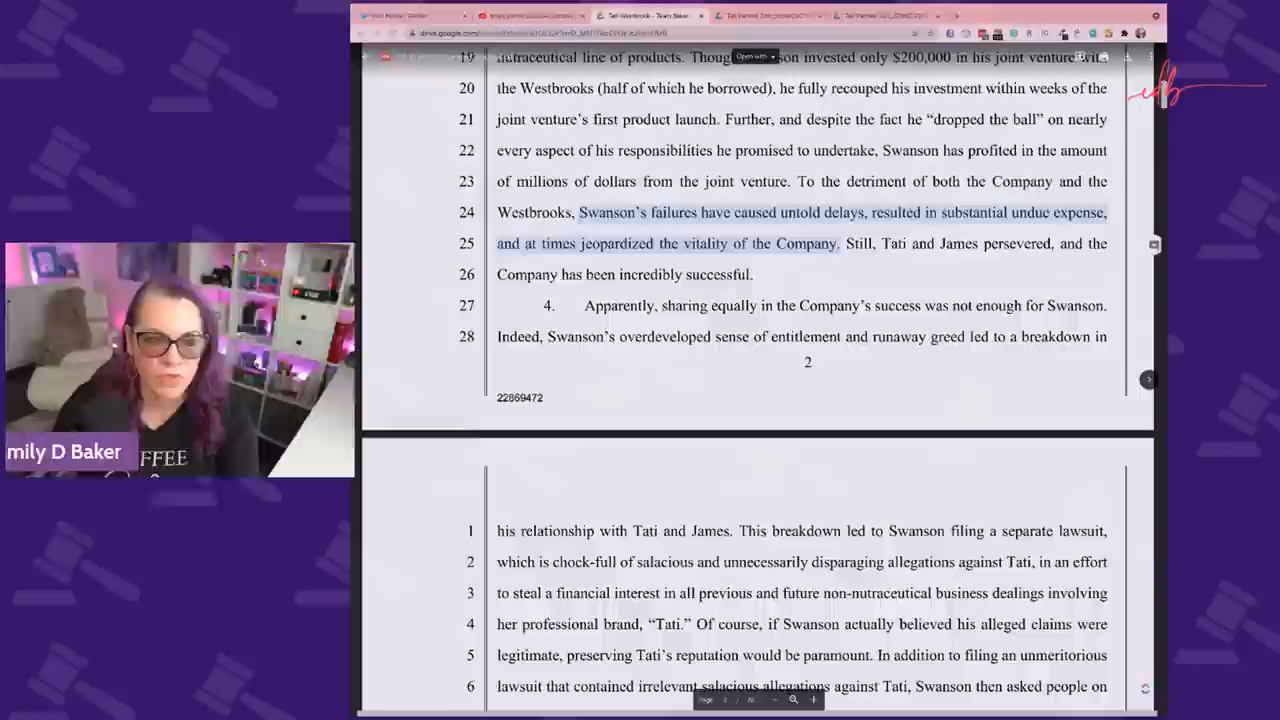 Tati Westbrook - Team Baker
19 nutraceutical line of products. Though Swanson invested only $200,000 in his joint venture with
Open with
20 the Westbrooks (half of which he borrowed), he fully recouped his investment within weeks of the
21 joint venture's first product launch. Further, and despite the fact he “dropped the ball” on nearly
22 every aspect of his responsibilities he promised to undertake, Swanson has profited in the amount
23 of millions of dollars from the joint venture. To the detriment of both the Company and the
24 Westbrooks, Swanson's failures have caused untold delays, resulted in substantial undue expense,
25 and at times jeopardized the vitality of the Company. Still, Tati and James persevered, and the
26 Company has been incredibly successful.
27 4. Apparently, sharing equally in the Company's success was not enough for Swanson.
28 Indeed, Swanson's overdeveloped sense of entitlement and runaway greed led to a breakdown in
2
22869472
1 his relationship with Tati and James. This breakdown led to Swanson filing a separate lawsuit,
2 which is chock-full of salacious and unnecessarily disparaging allegations against Tati, in an effort
3 to steal a financial interest in all previous and future non-nutraceutical business dealings involving
4 her professional brand, “Tati.” Of course, if Swanson actually believed his alleged claims were
5 legitimate, preserving Tati's reputation would be paramount. In addition to filing an unmeritorious
6 lawsuit that contained irrelevant salacious allegations against Tati, Swanson then asked people on
Page 2 /
mily D Baker
FFEE
edb